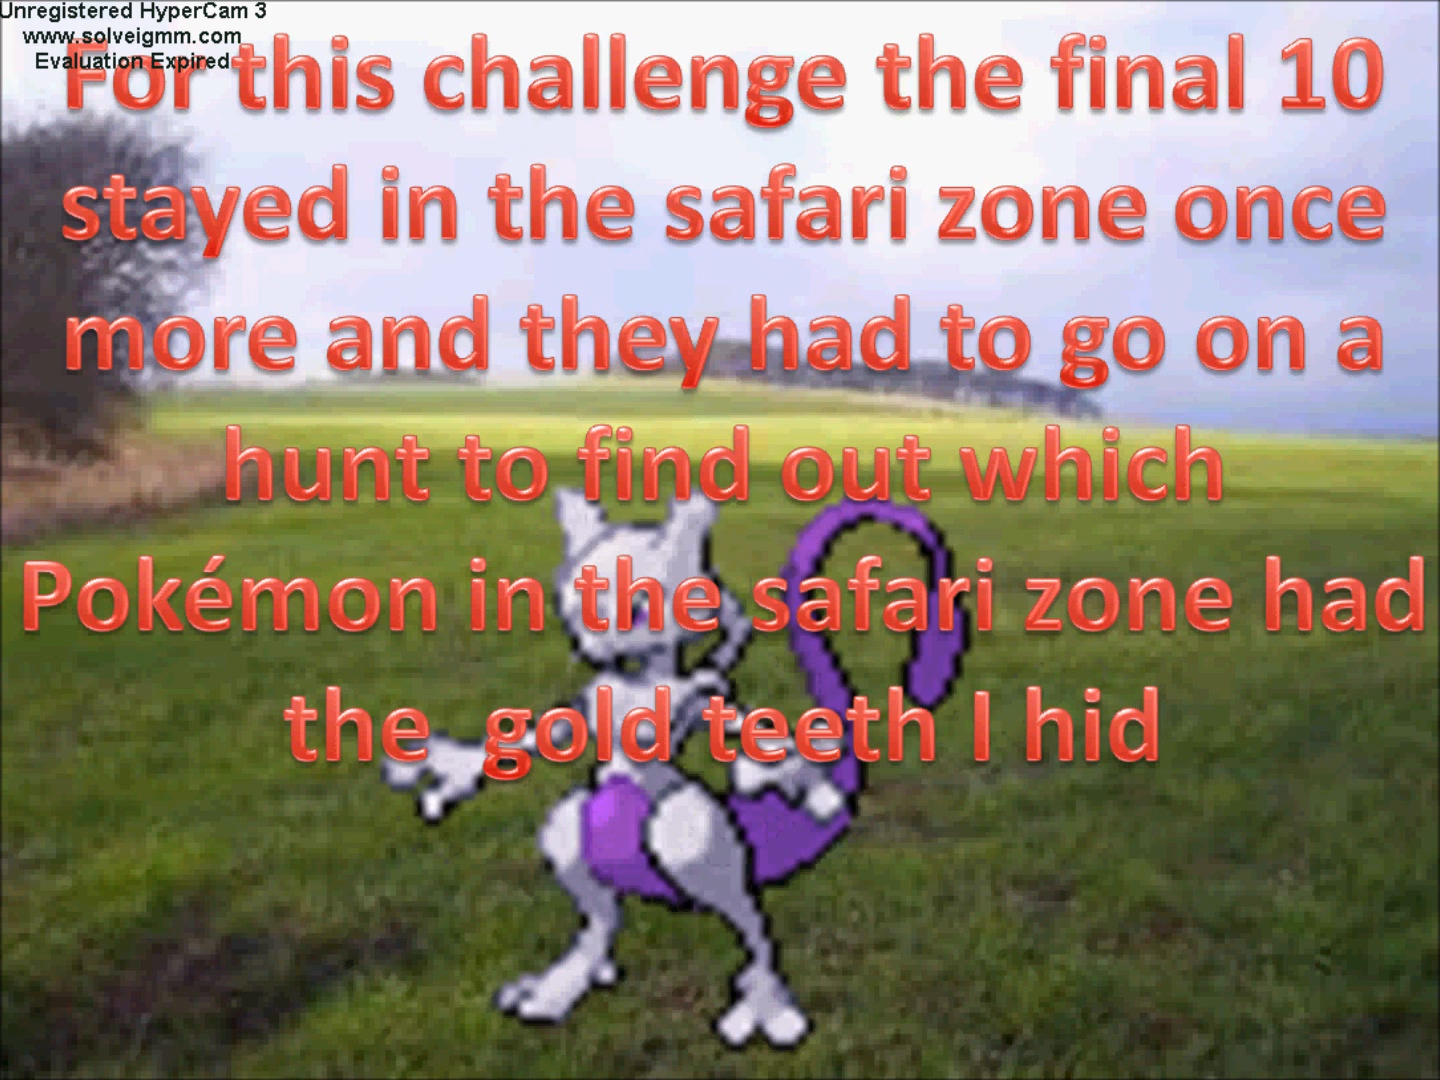 Unregistered HyperCam 3
www.solveigmm.com
Evaluation Expired
For this challenge the final 10
stayed in the safari zone once
more and they had to go on a
hunt to find out which
Pokémon in the safari zone had
the  gold teeth I hid